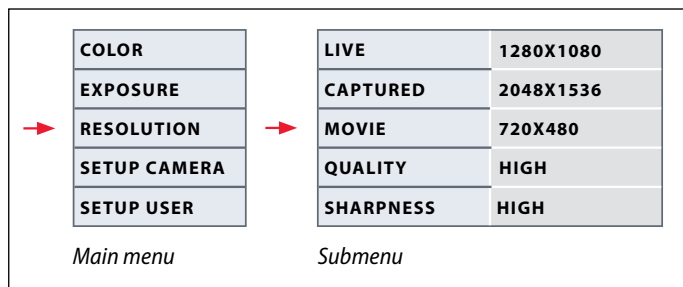 COLOR
EXPOSURE
RESOLUTION
SETUP CAMERA
SETUP USER
Main menu
LIVE 1280X1080
CAPTURED 2048X1536
MOVIE 720X480
QUALITY HIGH
SHARPNESS HIGH
Submenu